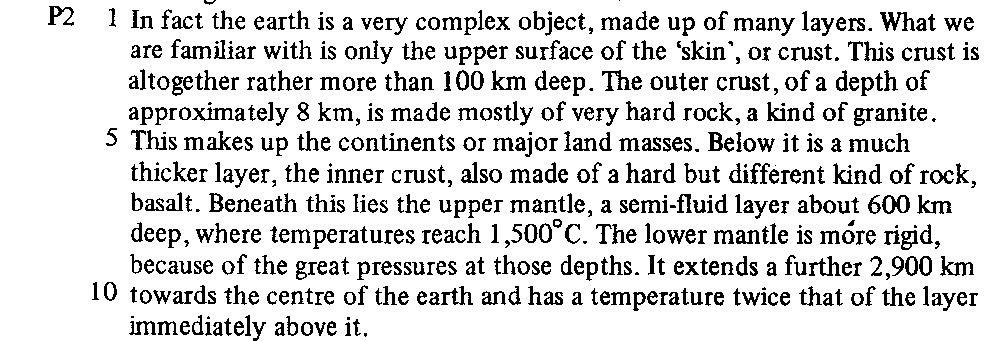 P2 1 In fact the earth is a very complex object, made up of many layers. What we
are familiar with is only the upper surface of the ‘skin’, or crust. This crust is
altogether rather more than 100 km deep. The outer crust, of a depth of
approximately 8 km, is made mostly of very hard rock, a kind of granite.
5 This makes up the continents or major land masses. Below it is a much
thicker layer, the inner crust, also made of a hard but different kind of rock,
basalt. Beneath this lies the upper mantle, a semi-fluid layer about 600 km
deep, where temperatures reach 1,500°C. The lower mantle is more rigid,
because of the great pressures at those depths. It extends a further 2,900 km
10 towards the centre of the earth and has a temperature twice that of the layer
immediately above it.